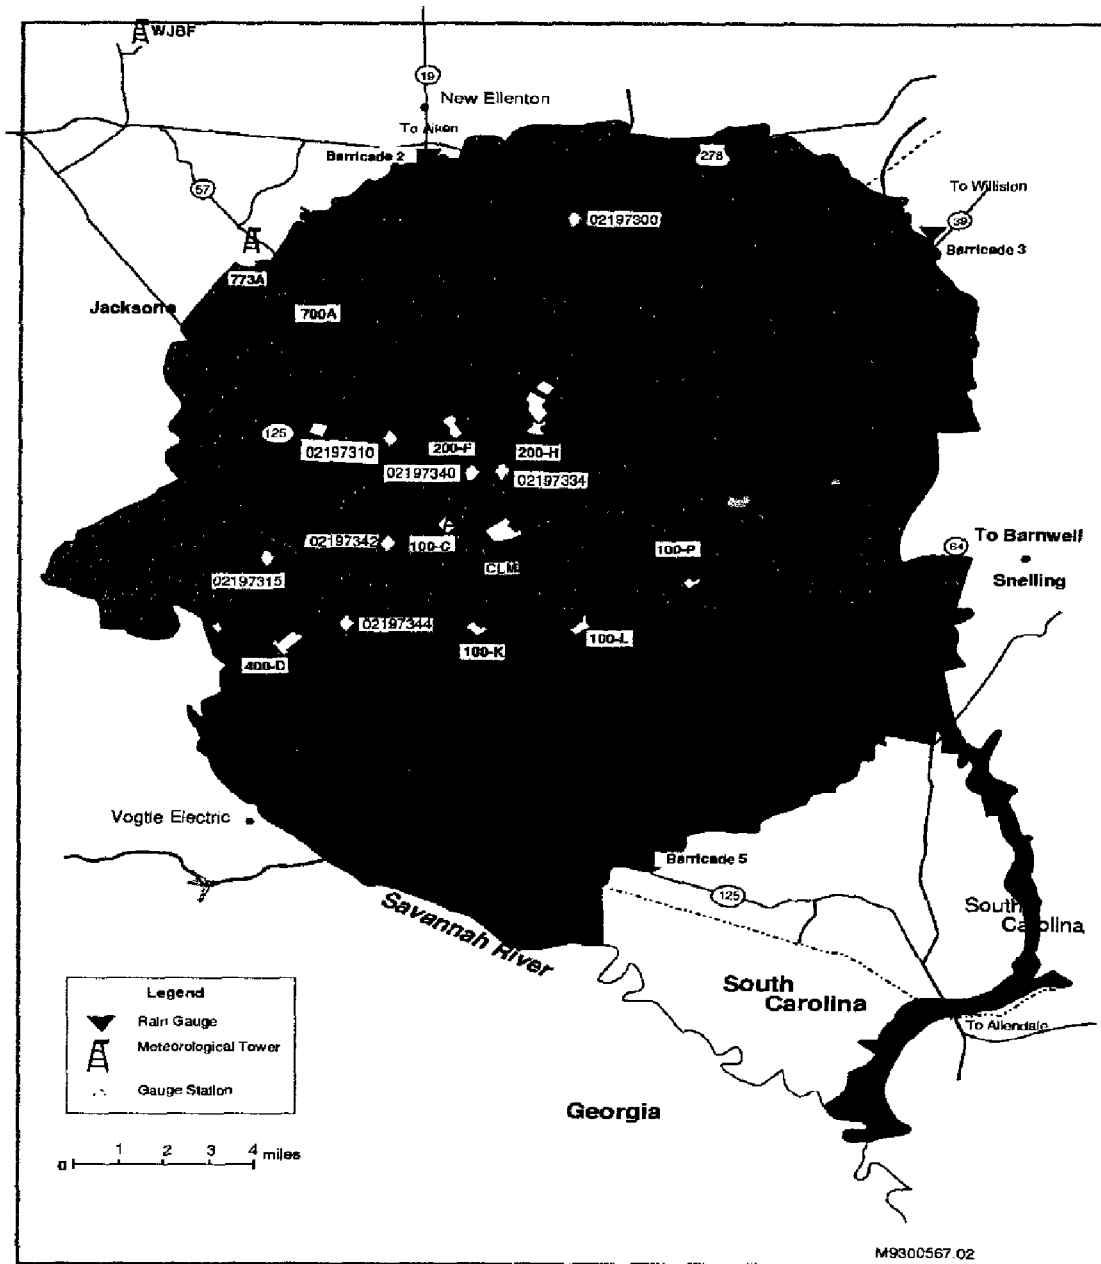 WJBF
19
New Ellenton
To Aiken
Barricade 2
278
To Williston
57
02197300
39
Barricade 3
773A
Jackson
700A
125
02197310
200-F
200-H
02197340
02197334
02197342
100-C
100-P
64
To Barnwell
CLM
Snelling
02197315
02197344
100-K
100-L
400-D
Vogtle Electric
Barricade 5
125
Savannah River
South
Carolina
South
Carolina
Legend
Rain Gauge
Meteorological Tower
Gauge Station
To Allendale
Georgia
0 1 2 3 4 miles
M9300567.02